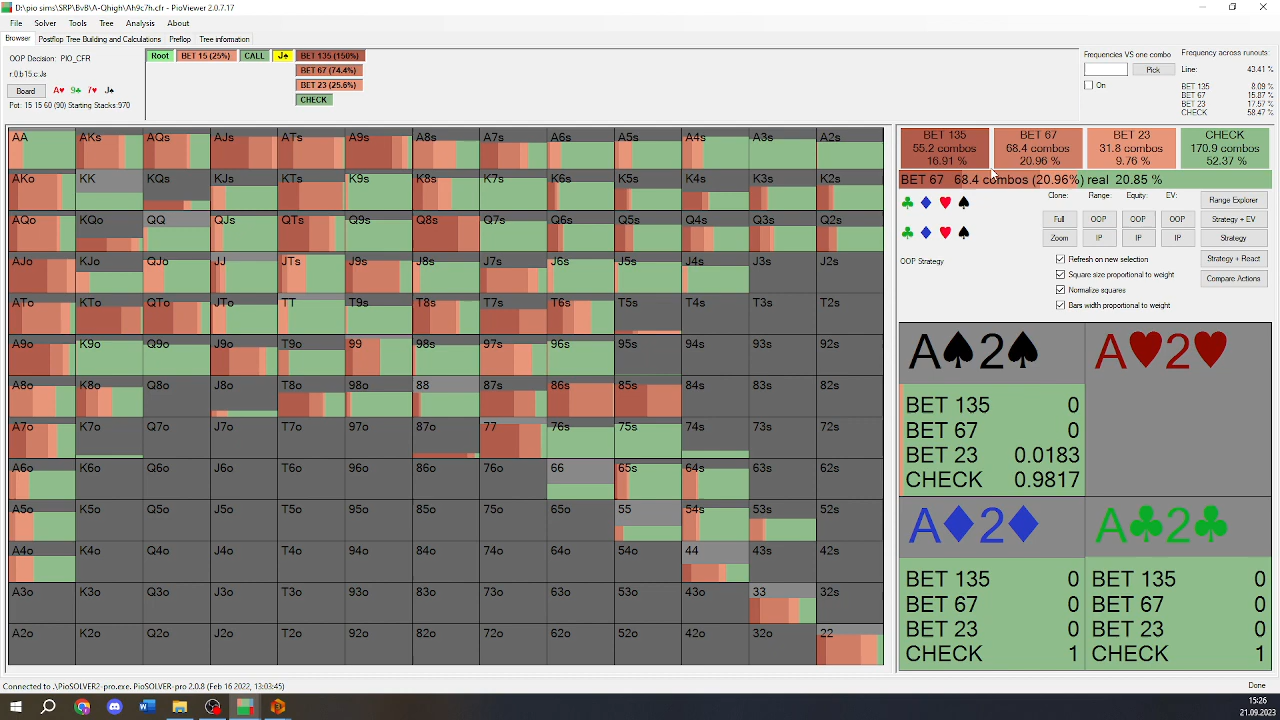 D:\pio sims\SRP\BvB\A-Qhigh\Ah9c7h.cfr - PioViewer 2.0.7.17
File Solver Tools Tree Analysis About
Browser Postflop Tree Building and Calculations Preflop Tree information
OOP Decision: PIO_CFR
r:0:b15:c:Js
Board A♥ 9♣ 7♥ J♠
Pot: 15 15 60 (90) Starting Stacks:970
Root BET 15 (25%) CALL J♠ BET 135 (150%)
BET 67 (74.4%)
BET 23 (25.6%)
CHECK
Frequencies VS one combo
Pick
On
Frequency across runouts:
Line: 43.41 %
BET 135 8.09 %
BET 67 15.87 %
BET 23 17.57 %
CHECK 58.47 %
AA AKs AQs AJs ATs A9s A8s A7s A6s A5s A4s A3s A2s
AKo KK KQs KJs KTs K9s K8s K7s K6s K5s K4s K3s K2s
AQo KQo QQ QJs QTs Q9s Q8s Q7s Q6s Q5s Q4s Q3s Q2s
AJo KJo QJo JJ JTs J9s J8s J7s J6s J5s J4s J3s J2s
ATo KTo QTo JTo TT T9s T8s T7s T6s T5s T4s T3s T2s
A9o K9o Q9o J9o T9o 99 98s 97s 96s 95s 94s 93s 92s
A8o K8o Q8o J8o T8o 98o 88 87s 86s 85s 84s 83s 82s
A7o K7o Q7o J7o T7o 97o 87o 77 76s 75s 74s 73s 72s
A6o K6o Q6o J6o T6o 96o 86o 76o 66 65s 64s 63s 62s
A5o K5o Q5o J5o T5o 95o 85o 75o 65o 55 54s 53s 52s
A4o K4o Q4o J4o T4o 94o 84o 74o 64o 54o 44 43s 42s
A3o K3o Q3o J3o T3o 93o 83o 73o 63o 53o 43o 33 32s
A2o K2o Q2o J2o T2o 92o 82o 72o 62o 52o 42o 32o 22
BET 135 BET 67 BET 23 CHECK
55.2 combos 68.4 combos 31.8 combos 170.9 combos
16.91 % 20.96 % 9.76 % 52.37 %
BET 67 68.4 combos (20.96%) real 20.85 %
♣ ♦ ♥ ♠
♣ ♦ ♥ ♠
OOP Strategy
Clone: Range: Equity: EV:
Full OOP OOP OOP
Zoom IP IP IP
Refresh on new selection
Square size proportional to weight
Normalize squares
Bars width proportional to weight
Range Explorer
Strategy + EV
Strategy
Strategy + React
Compare Actions
A♠2♠
BET 135 0
BET 67 0
BET 23 0.0183
CHECK 0.9817
A♥2♥
A♦2♦
BET 135 0
BET 67 0
BET 23 0
CHECK 1
A♣2♣
BET 135 0
BET 67 0
BET 23 0
CHECK 1
Connected to .\PioSOLVER2-pro.exe. PioSOLVER-pro 2.0.8 (Feb 16 2022, 13:03:45)
Done
15:26
21.09.2023